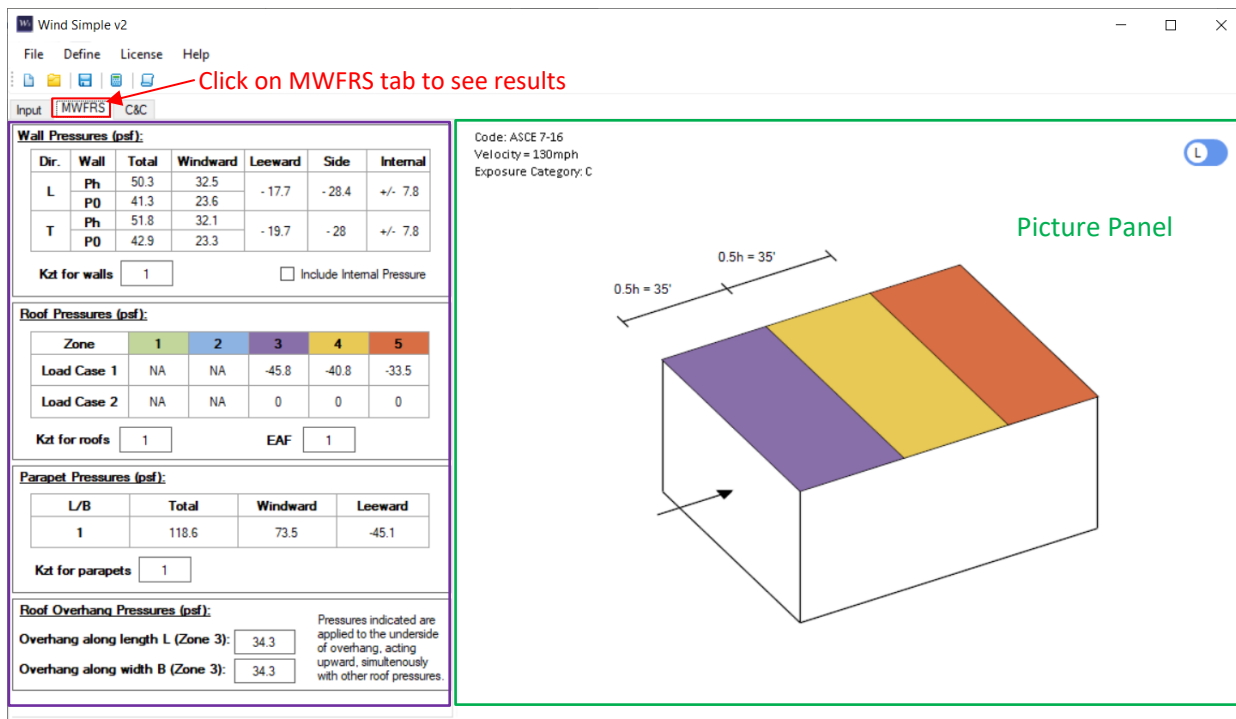 Wind Simple v2
File Define License Help
Click on MWFRS tab to see results
Input MWFRS C&C
Wall Pressures (psf):
Dir. Wall Total Windward Leeward Side Internal
L Ph 50.3 32.5 - 17.7 - 28.4 +/- 7.8
P0 41.3 23.6
T Ph 51.8 32.1 - 19.7 - 28 +/- 7.8
P0 42.9 23.3
Kzt for walls 1 Include Internal Pressure
Roof Pressures (psf):
Zone 1 2 3 4 5
Load Case 1 NA NA -45.8 -40.8 -33.5
Load Case 2 NA NA 0 0 0
Kzt for roofs 1 EAF 1
Parapet Pressures (psf):
L/B Total Windward Leeward
1 118.6 73.5 -45.1
Kzt for parapets 1
Roof Overhang Pressures (psf):
Overhang along length L (Zone 3): 34.3
Overhang along width B (Zone 3): 34.3
Pressures indicated are
applied to the underside
of overhang, acting
upward, simultenously
with other roof pressures.
Code: ASCE 7-16
Velocity = 130mph
Exposure Category: C
L
Picture Panel
0.5h = 35'
0.5h = 35'